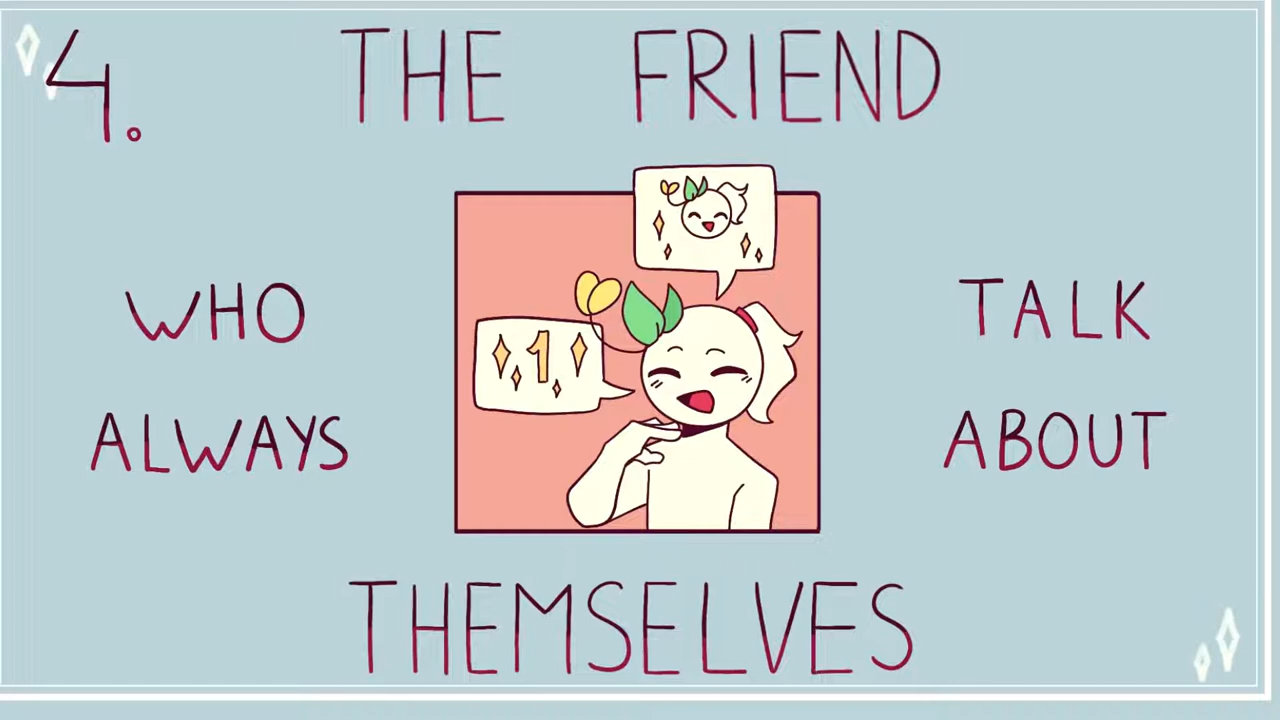 4. THE FRIEND
WHO
ALWAYS
1
TALK
ABOUT
THEMSELVES